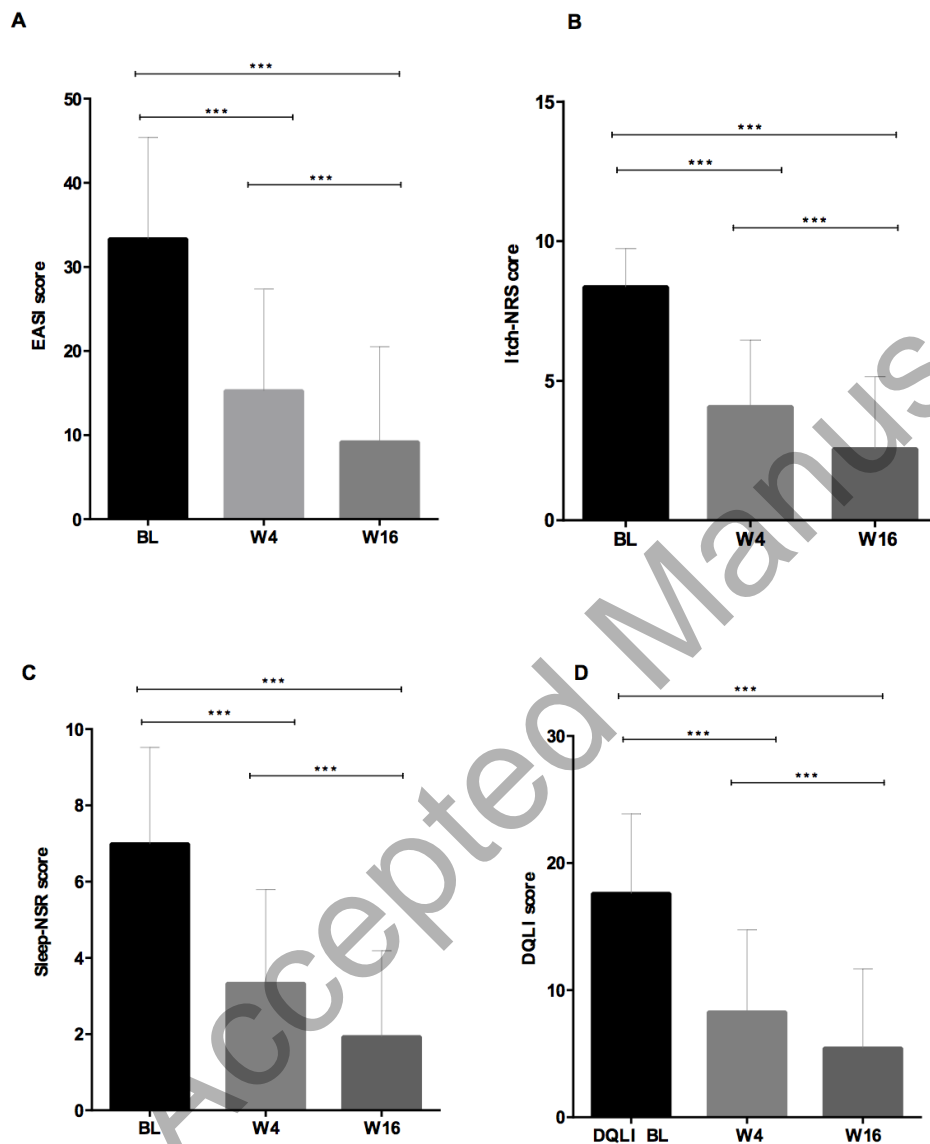 A
***
***
***
EASI score
50
40
30
20
10
0
BL W4 W16
B
***
***
***
Itch-NRS core
15
10
5
0
BL W4 W16
C
***
***
***
Sleep-NSR score
10
8
6
4
2
0
BL W4 W16
D
***
***
***
DQLI score
30
20
10
0
DQLI BL W4 W16
Accepted Manus